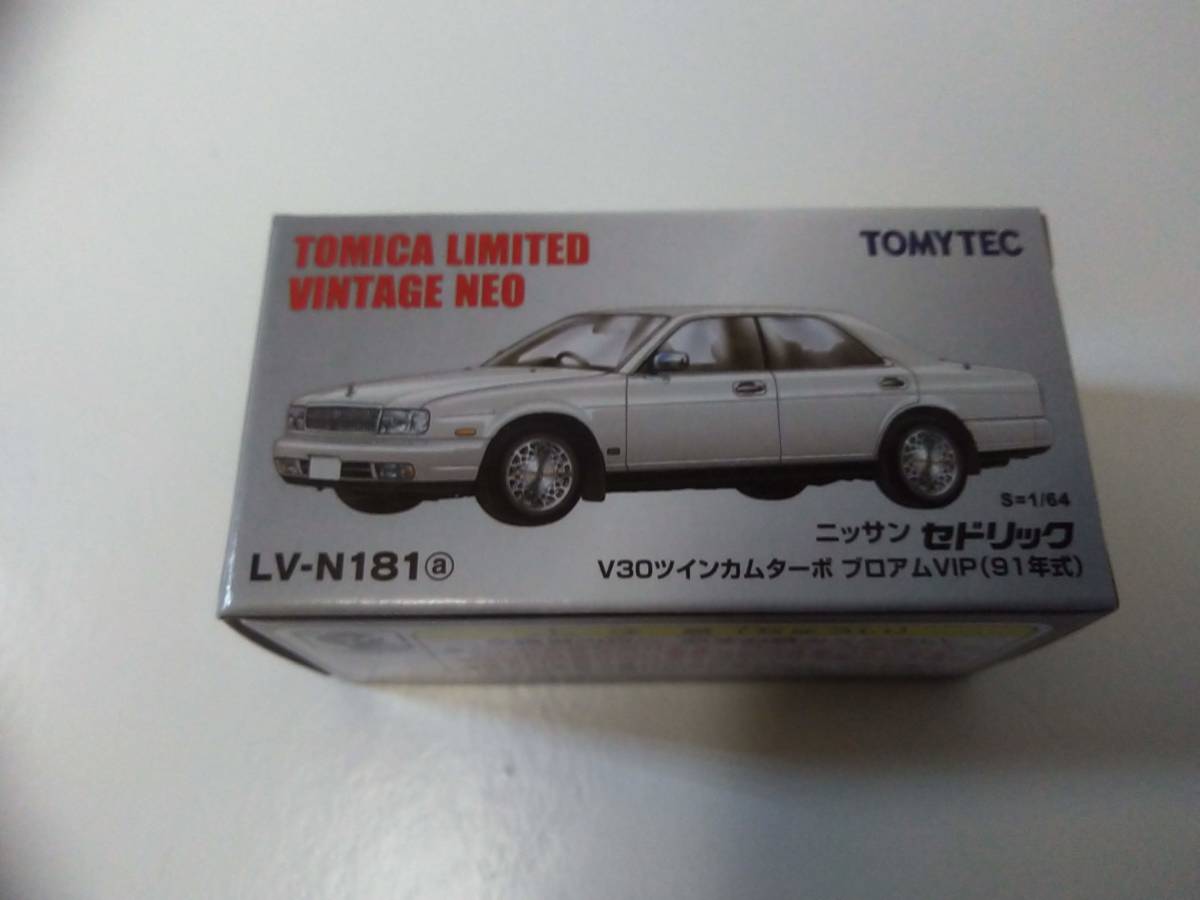 TOMICA LIMITED
VINTAGE NEO
TOMYTEC
S=1/64
ニッサン セドリック
LV-N181ⓐ
V30ツインカムターボ ブロアムVIP(91年式)